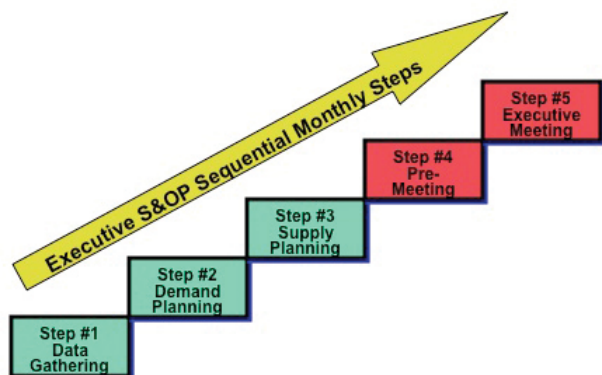 Executive S&OP Sequential Monthly Steps
Step #5
Executive
Meeting
Step #4
Pre-
Meeting
Step #3
Supply
Planning
Step #2
Demand
Planning
Step #1
Data
Gathering